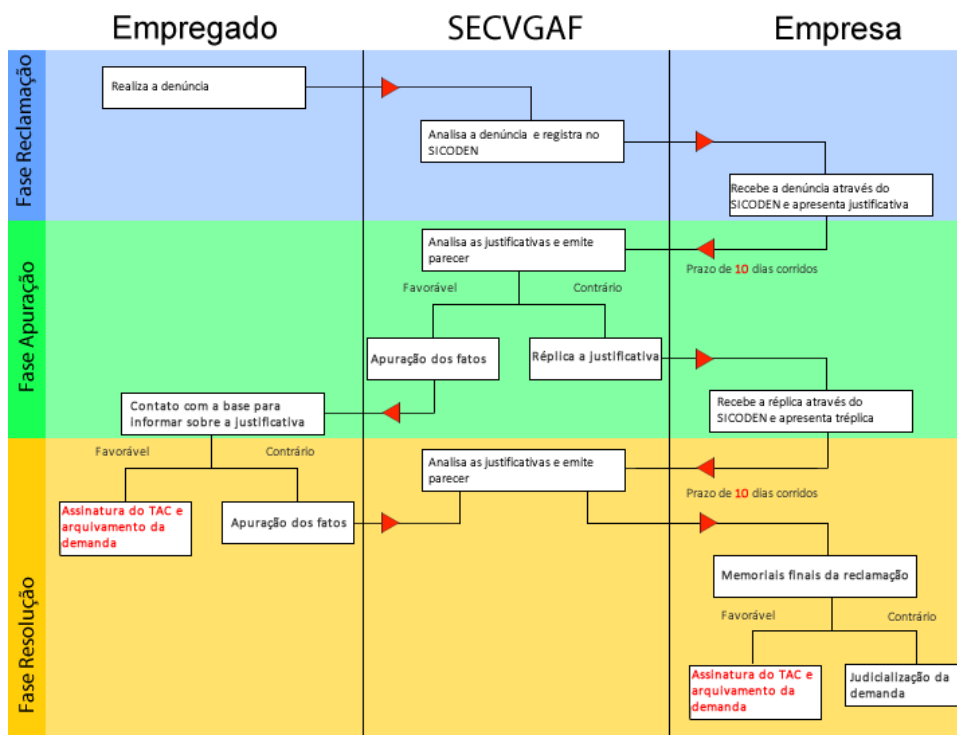 Empregado
SECVGAF
Empresa
Fase Reclamação
Realiza a denúncia
Analisa a denúncia e registra no
SICODEN
Recebe a denúncia através do
SICODEN e apresenta justificativa
Fase Apuração
Analisa as justificativas e emite
parecer
Prazo de 10 dias corridos
Favorável
Contrário
Apuração dos fatos
Réplica a justificativa
Contato com a base para
informar sobre a justificativa
Recebe a réplica através do
SICODEN e apresenta tréplica
Fase Resolução
Favorável
Contrário
Analisa as justificativas e emite
parecer
Prazo de 10 dias corridos
Assinatura do TAC e
arquivamento da
demanda
Apuração dos fatos
Memoriais finais da reclamação
Favorável
Contrário
Assinatura do TAC e
arquivamento da
demanda
Judicialização da
demanda